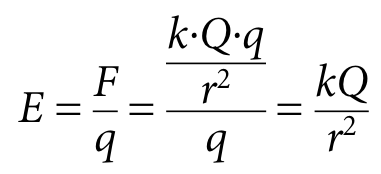 E = F/q = (k·Q·q/r²)/q = kQ/r²